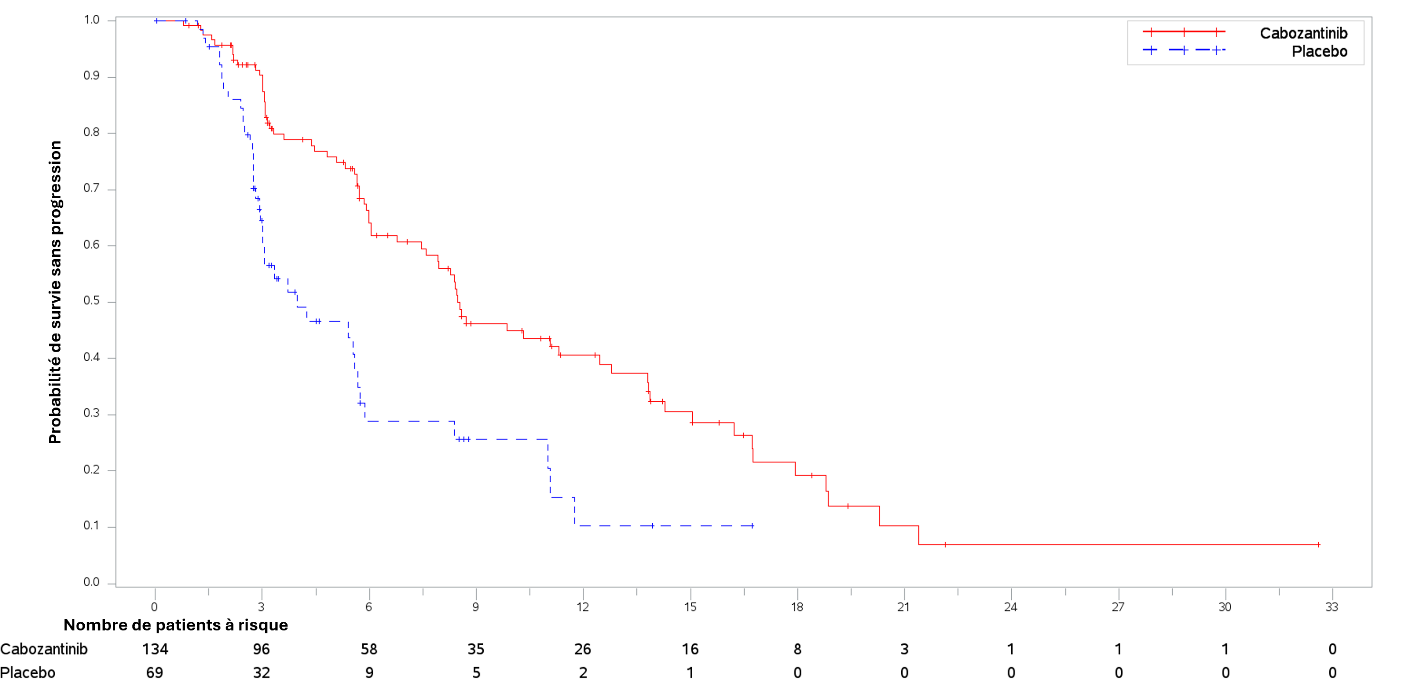 Cabozantinib
Placebo
Probabilité de survie sans progression
1.0
0.9
0.8
0.7
0.6
0.5
0.4
0.3
0.2
0.1
0.0
0 3 6 9 12 15 18 21 24 27 30 33
Nombre de patients à risque
Cabozantinib 134 96 58 35 26 16 8 3 1 1 1 0
Placebo 69 32 9 5 2 1 0 0 0 0 0 0